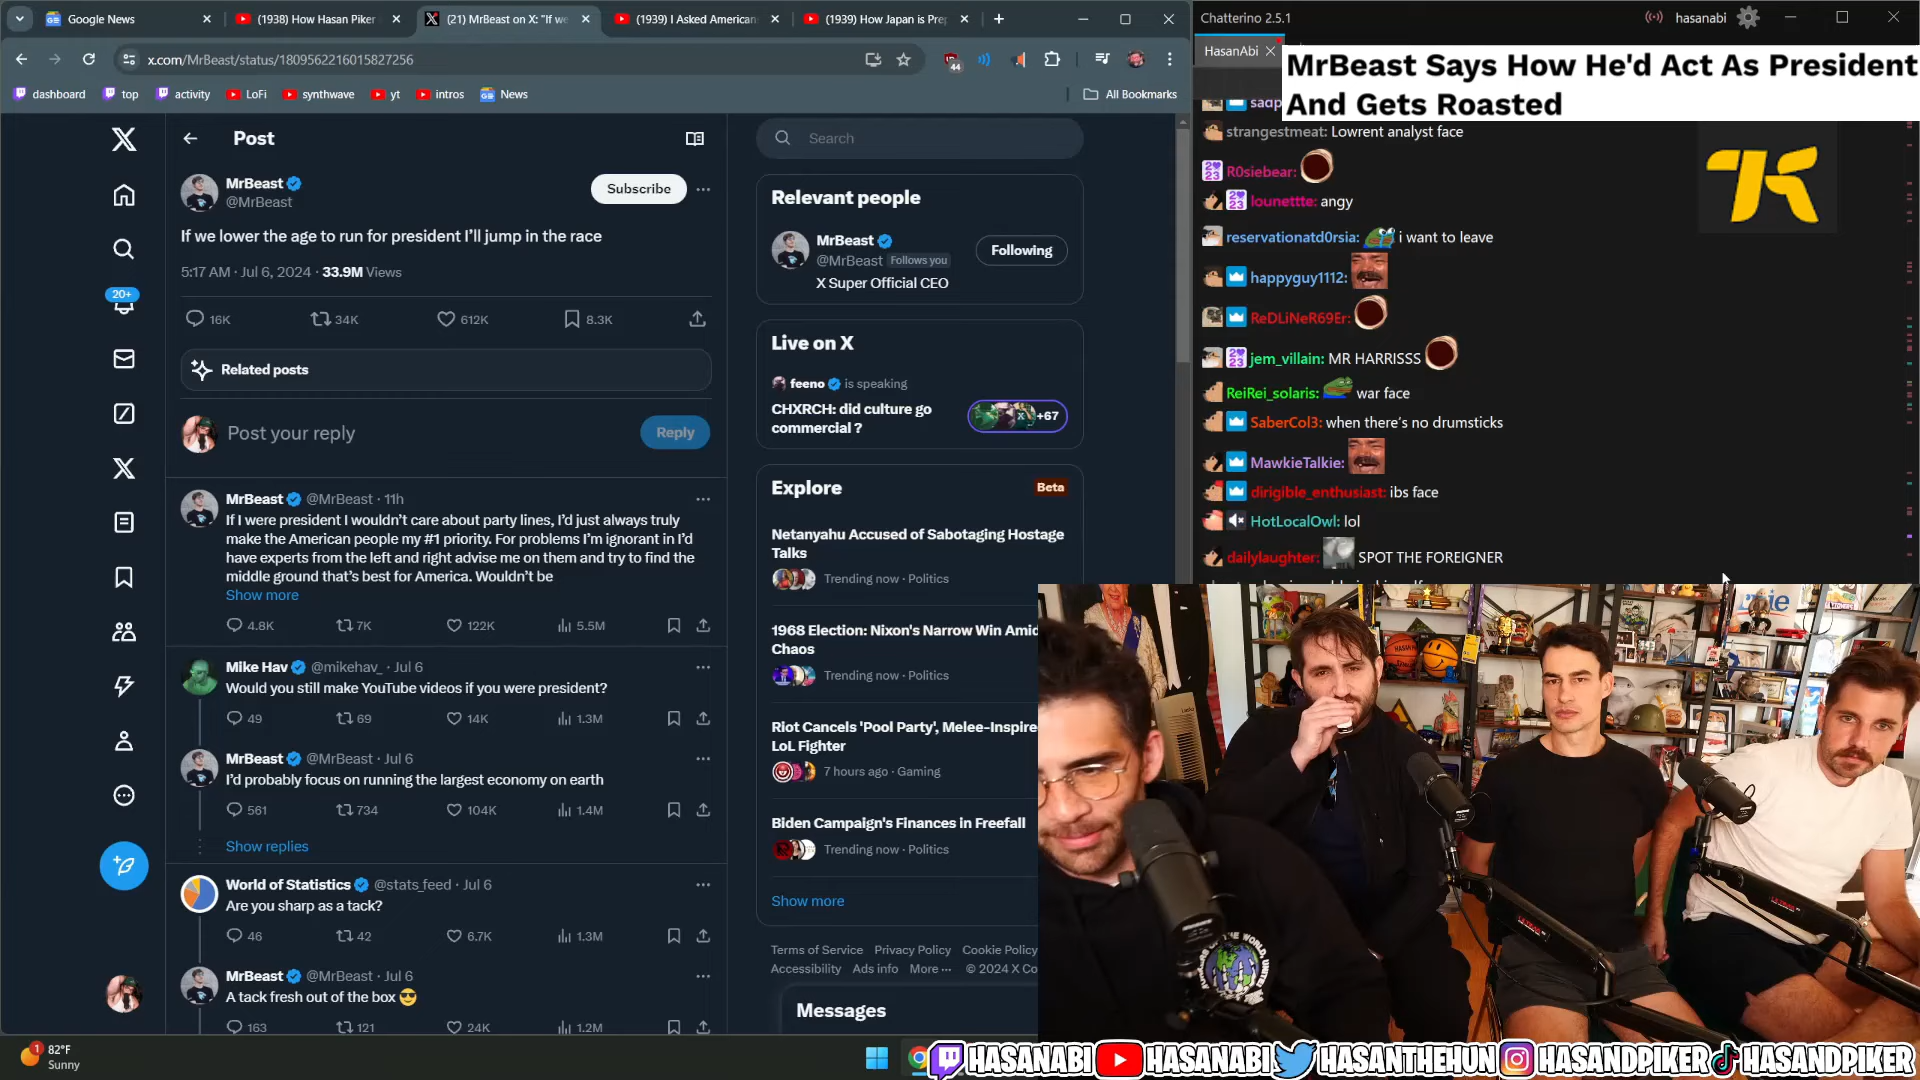 Google News
(1938) How Hasan Piker
(21) MrBeast on X: "If we
(1939) I Asked American
(1939) How Japan is Prep
x.com/MrBeast/status/1809562216015827256
44
dashboard
top
activity
LoFi
synthwave
yt
intros
News
All Bookmarks
20+
Post
MrBeast
@MrBeast
Subscribe
If we lower the age to run for president I'll jump in the race
5:17 AM · Jul 6, 2024 · 33.9M Views
16K
34K
612K
8.3K
Related posts
Post your reply
Reply
MrBeast @MrBeast · 11h
If I were president I wouldn't care about party lines, I'd just always truly
make the American people my #1 priority. For problems I'm ignorant in I'd
have experts from the left and right advise me on them and try to find the
middle ground that's best for America. Wouldn't be
Show more
4.8K
7K
122K
5.5M
Mike Hav @mikehav_ · Jul 6
Would you still make YouTube videos if you were president?
49
69
14K
1.3M
MrBeast @MrBeast · Jul 6
I'd probably focus on running the largest economy on earth
561
734
104K
1.4M
Show replies
World of Statistics @stats_feed · Jul 6
Are you sharp as a tack?
46
42
6.7K
1.3M
MrBeast @MrBeast · Jul 6
A tack fresh out of the box 😎
163
121
24K
1.2M
Search
Relevant people
MrBeast
@MrBeast Follows you
Following
X Super Official CEO
Live on X
feeno is speaking
CHXRCH: did culture go
commercial ?
+67
Explore
Beta
Netanyahu Accused of Sabotaging Hostage
Talks
Trending now · Politics
1968 Election: Nixon's Narrow Win Amid
Chaos
Trending now · Politics
Riot Cancels 'Pool Party', Melee-Inspire
LoL Fighter
7 hours ago · Gaming
Biden Campaign's Finances in Freefall
Trending now · Politics
Show more
Terms of Service Privacy Policy Cookie Policy
Accessibility Ads info More ··· © 2024 X Co
Messages
Chatterino 2.5.1
hasanabi
HasanAbi
MrBeast Says How He'd Act As President
And Gets Roasted
sadp
strangestmeat: Lowrent analyst face
R0siebear:
lounettte: angy
reservationatd0rsia: i want to leave
happyguy1112:
ReDLiNeR69Er:
jem_villain: MR HARRISSS
ReiRei_solaris: war face
SaberCol3: when there's no drumsticks
MawkieTalkie:
dirigible_enthusiast: ibs face
HotLocalOwl: lol
dailylaughter: SPOT THE FOREIGNER
1
82°F
Sunny
HASANABI
HASANABI
HASANTHEHUN
HASANDPIKER
HASANDPIKER